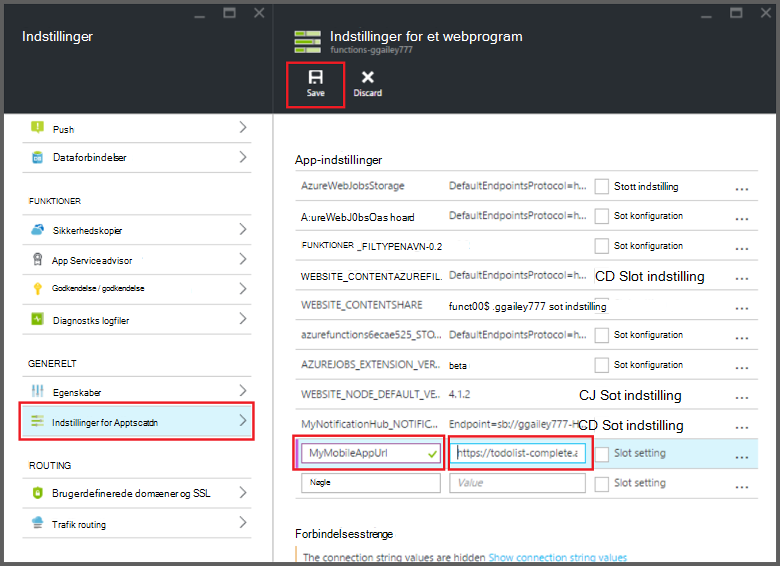 Indstillinger
Push
Dataforbindelser
FUNKTIONER
Sikkerhedskopier
App Serviceadvisor
Godkendelse / godkendelse
Diagnostks logfiler
GENERELT
Egenskaber
Indstillinger for Apptscatdn
ROUTING
Brugerdefinerede domæner og SSL
Trafik routing
Indstillinger for et webprogram
functions-ggailey777
Save Discard
App-indstillinger
AzureWebJobsStorage DefaultEndpointsProtocol=h... Stott indstilling ...
A:ureWebJ0bsOas hoard DefaultEndpointsProtocol=h... Sot konfiguration ...
FUNKTIONER _FILTYPENAVN-0.2 Sot konfiguration ...
WEBSITE_CONTENTAZUREFIL... DefaultEndpointsProtocol=h... CD Slot indstilling ...
WEBSITE_CONTENTSHARE funct00$ .ggailey777 sot indstilling ...
azurefunctions6ecae525_STO... DefaultEndpointsProtocol=h... Sot konfiguration ...
AZUREJOBS_EXTENSION_VER... beta Sot konfiguration ...
WEBSITE_NODE_DEFAULT_VE... 4.1.2 CJ Sot indstilling ...
MyNotificationHub_NOTIFIC... Endpoint=sb://ggailey777-H CD Sot indstilling ...
MyMobileAppUrl https://todolist-complete.a Slot setting ...
Nøgle Value Slot setting ...
Forbindelsesstrenge
The connection string values are hidden Show connection string values